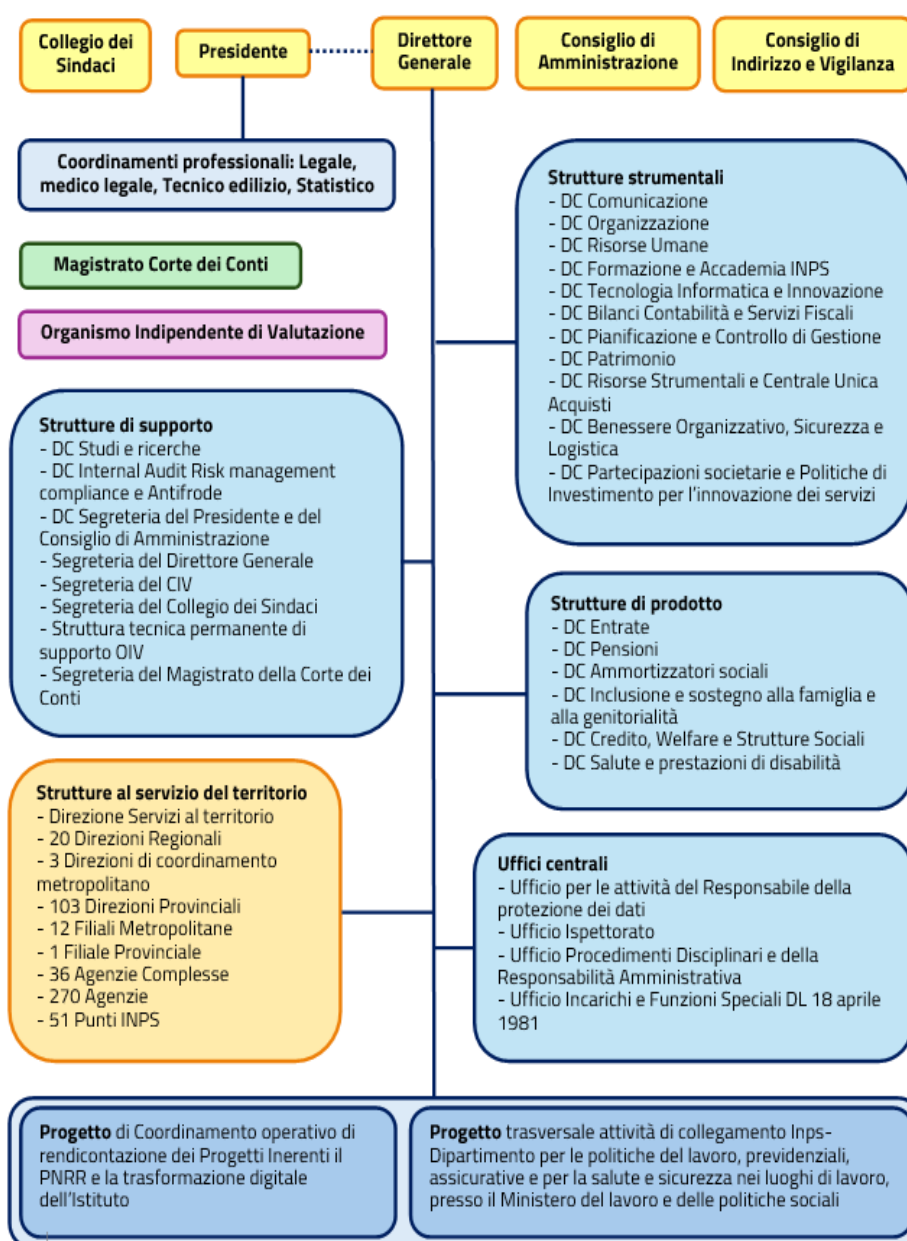 Collegio dei
Sindaci
Presidente
Direttore
Generale
Consiglio di
Amministrazione
Consiglio di
Indirizzo e Vigilanza
Coordinamenti professionali: Legale,
medico legale, Tecnico edilizio, Statistico
Magistrato Corte dei Conti
Organismo Indipendente di Valutazione
Strutture strumentali
- DC Comunicazione
- DC Organizzazione
- DC Risorse Umane
- DC Formazione e Accademia INPS
- DC Tecnologia Informatica e Innovazione
- DC Bilanci Contabilità e Servizi Fiscali
- DC Pianificazione e Controllo di Gestione
- DC Patrimonio
- DC Risorse Strumentali e Centrale Unica
Acquisti
- DC Benessere Organizzativo, Sicurezza e
Logistica
- DC Partecipazioni societarie e Politiche di
Investimento per l'innovazione dei servizi
Strutture di supporto
- DC Studi e ricerche
- DC Internal Audit Risk management
compliance e Antifrode
- DC Segreteria del Presidente e del
Consiglio di Amministrazione
- Segreteria del Direttore Generale
- Segreteria del CIV
- Segreteria del Collegio dei Sindaci
- Struttura tecnica permanente di
supporto OIV
- Segreteria del Magistrato della Corte dei
Conti
Strutture di prodotto
- DC Entrate
- DC Pensioni
- DC Ammortizzatori sociali
- DC Inclusione e sostegno alla famiglia e
alla genitorialità
- DC Credito, Welfare e Strutture Sociali
- DC Salute e prestazioni di disabilità
Strutture al servizio del territorio
- Direzione Servizi al territorio
- 20 Direzioni Regionali
- 3 Direzioni di coordinamento
metropolitano
- 103 Direzioni Provinciali
- 12 Filiali Metropolitane
- 1 Filiale Provinciale
- 36 Agenzie Complesse
- 270 Agenzie
- 51 Punti INPS
Uffici centrali
- Ufficio per le attività del Responsabile della
protezione dei dati
- Ufficio Ispettorato
- Ufficio Procedimenti Disciplinari e della
Responsabilità Amministrativa
- Ufficio Incarichi e Funzioni Speciali DL 18 aprile
1981
Progetto di Coordinamento operativo di
rendicontazione dei Progetti Inerenti il
PNRR e la trasformazione digitale
dell'Istituto
Progetto trasversale attività di collegamento Inps-
Dipartimento per le politiche del lavoro, previdenziali,
assicurative e per la salute e sicurezza nei luoghi di lavoro,
presso il Ministero del lavoro e delle politiche sociali